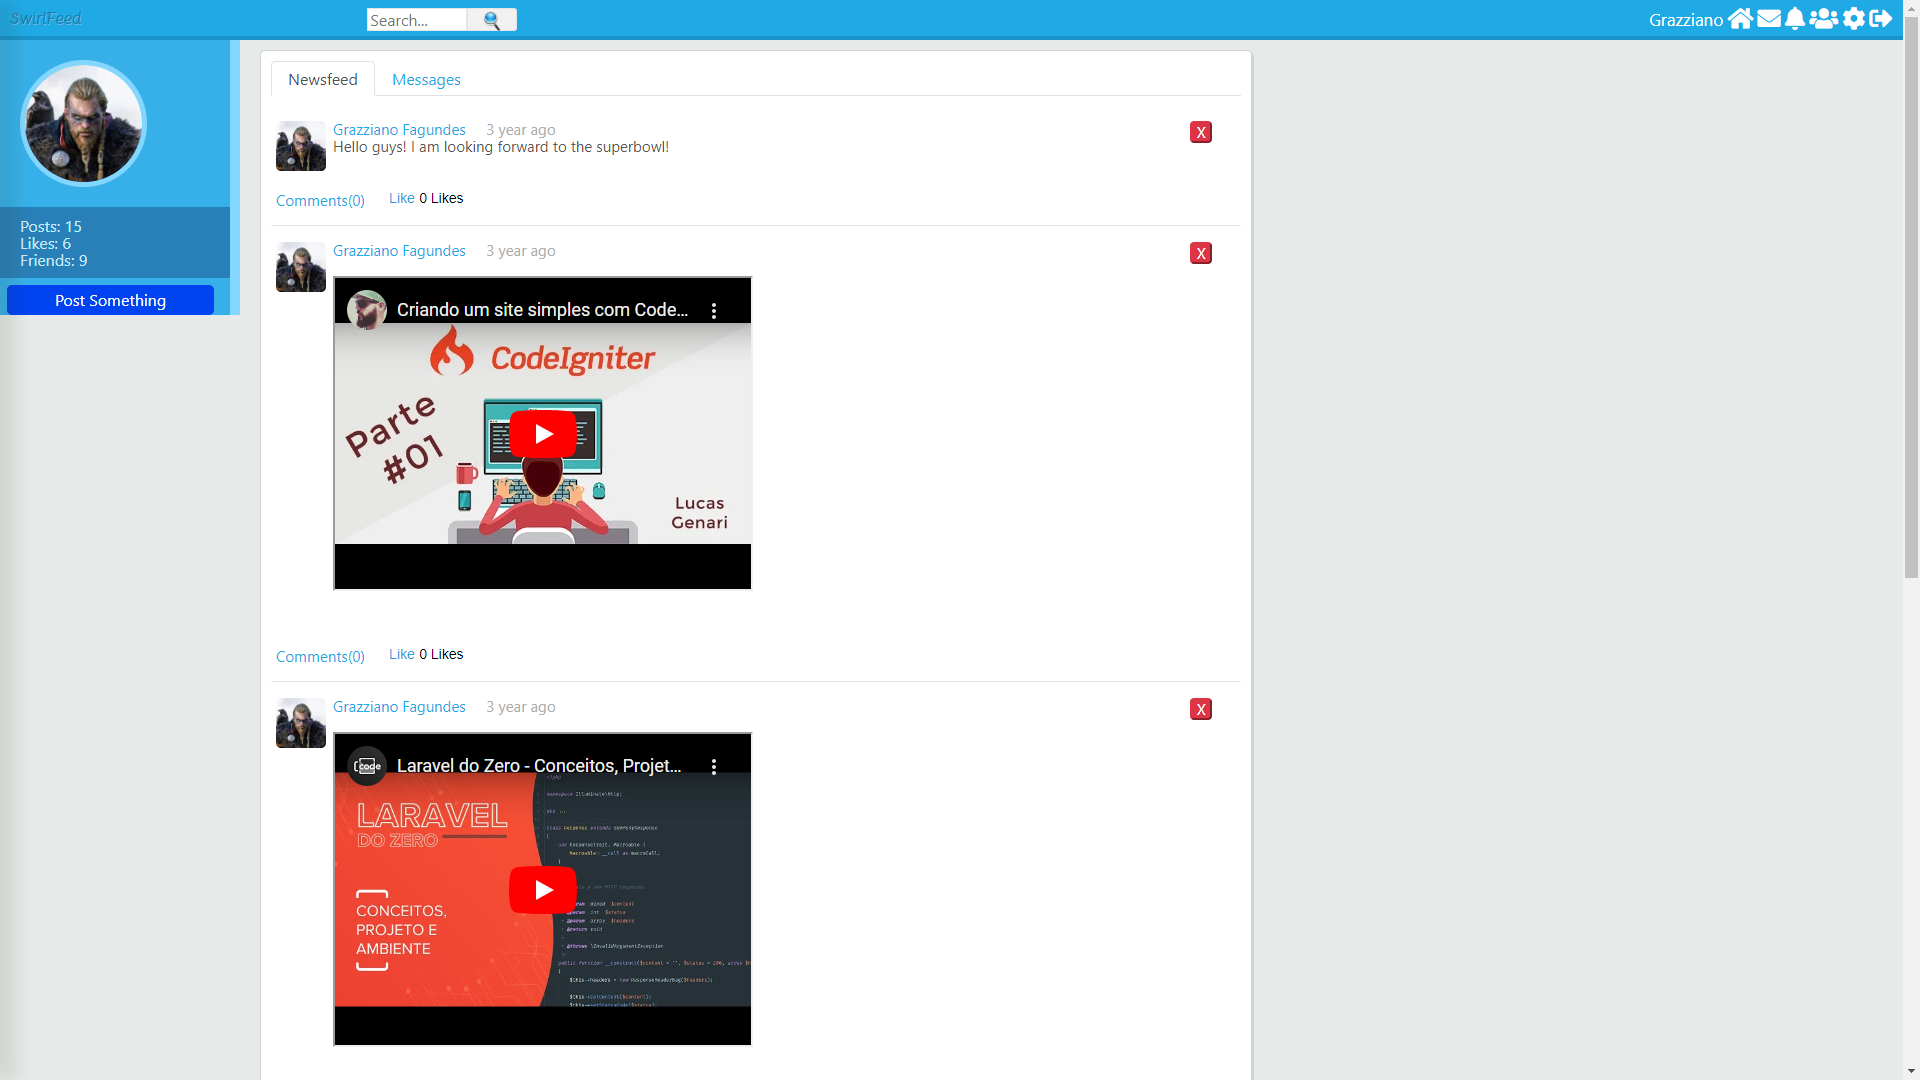 SwirlFeed
Search...
Grazziano
Posts: 15
Likes: 6
Friends: 9
Post Something
Newsfeed Messages
Grazziano Fagundes 3 year ago
X
Hello guys! I am looking forward to the superbowl!
Comments(0) Like 0 Likes
Grazziano Fagundes 3 year ago
X
Criando um site simples com Code...
CodeIgniter
Parte
#01
Lucas
Genari
Comments(0) Like 0 Likes
Grazziano Fagundes 3 year ago
X
code
Laravel do Zero - Conceitos, Projet...
LARAVEL
DO ZERO
CONCEITOS,
PROJETO E
AMBIENTE